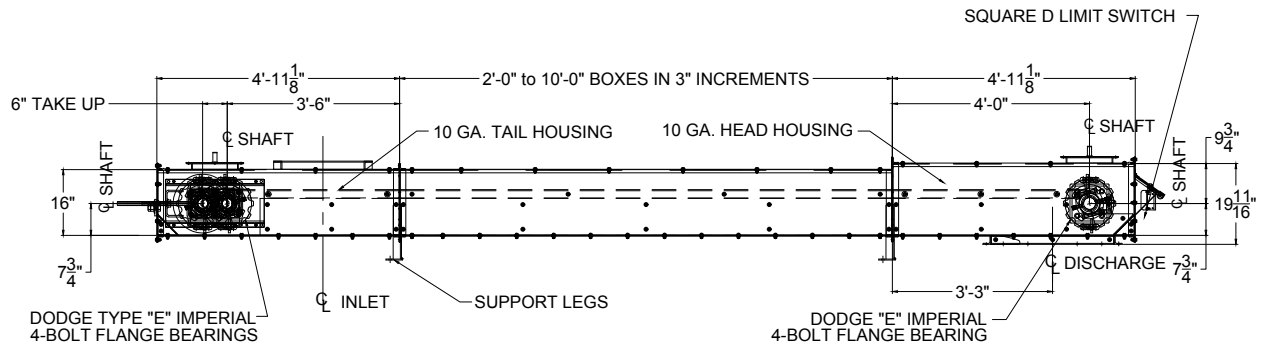 SQUARE D LIMIT SWITCH
4'-11 1/8"
2'-0" to 10'-0" BOXES IN 3" INCREMENTS
4'-11 1/8"
6" TAKE UP
3'-6"
4'-0"
℄ SHAFT
10 GA. TAIL HOUSING
10 GA. HEAD HOUSING
℄ SHAFT
9 3/4"
℄ SHAFT
16"
℄ SHAFT
19 11/16"
7 3/4"
℄ DISCHARGE
7 3/4"
3'-3"
℄ INLET
SUPPORT LEGS
DODGE TYPE "E" IMPERIAL
4-BOLT FLANGE BEARINGS
DODGE "E" IMPERIAL
4-BOLT FLANGE BEARING